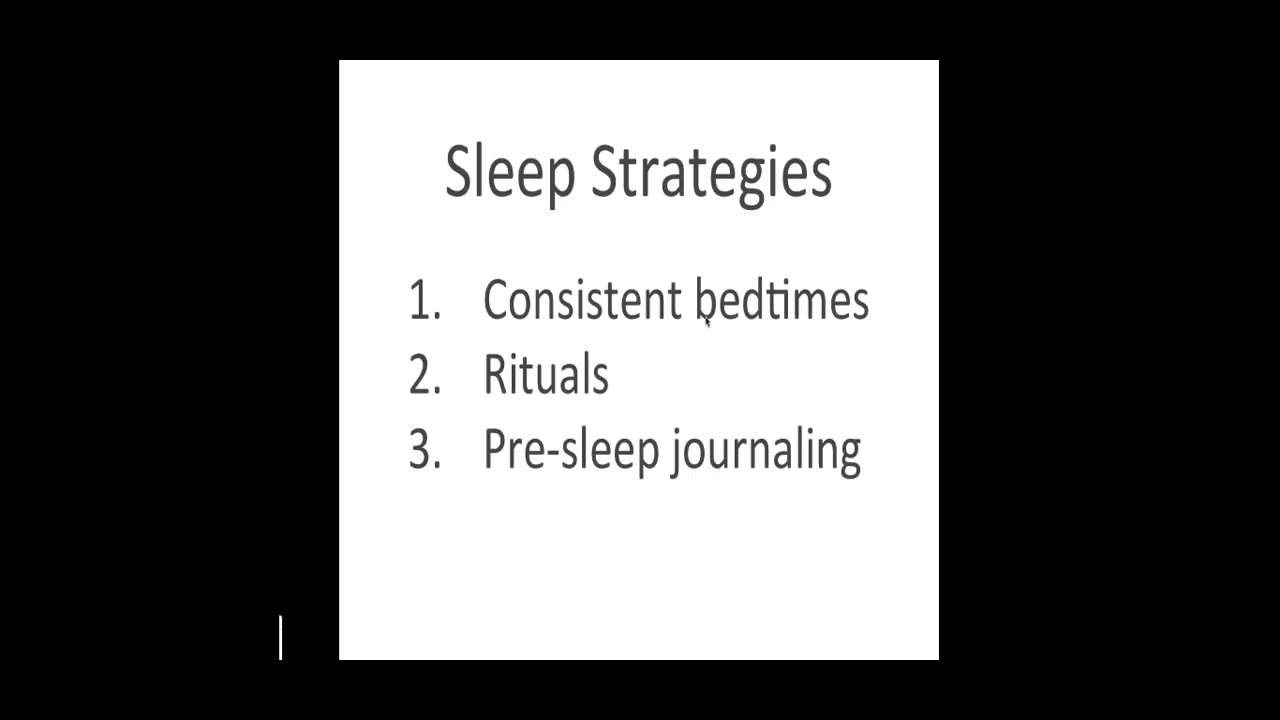 Sleep Strategies
1. Consistent bedtimes
2. Rituals
3. Pre-sleep journaling